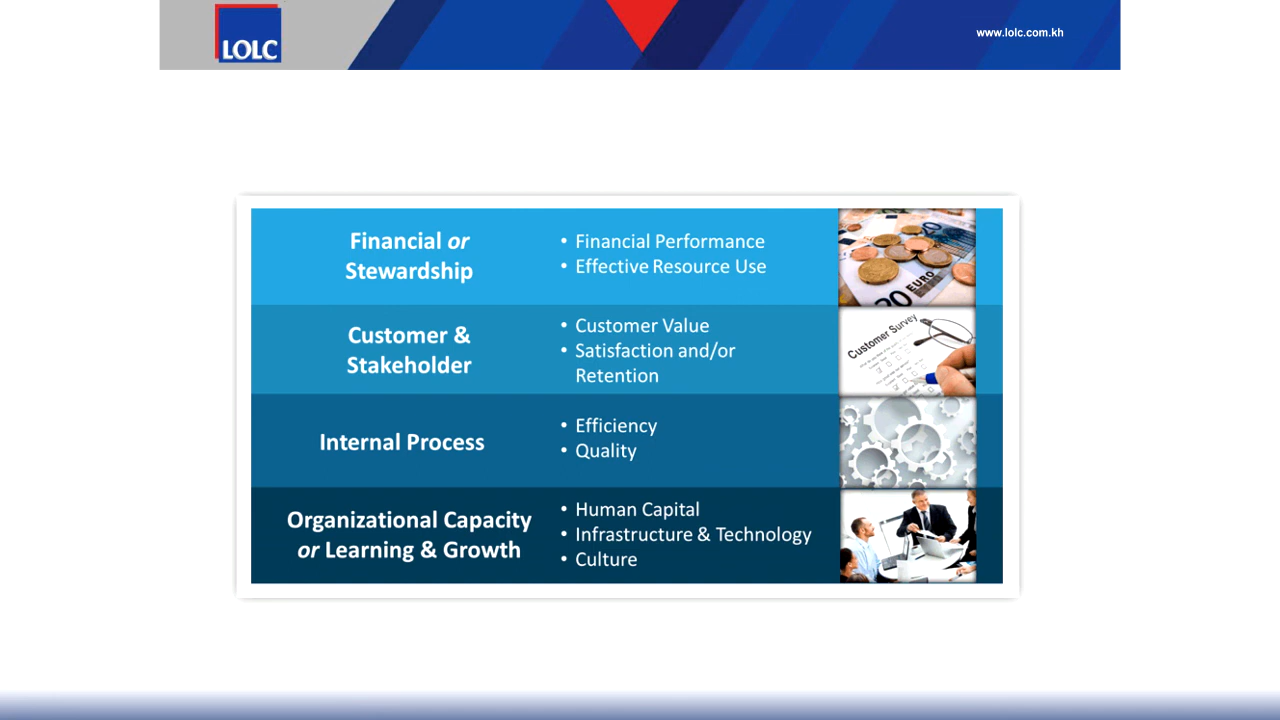 LOLC
www.lolc.com.kh
Financial or
Stewardship
• Financial Performance
• Effective Resource Use
20 EURO
Customer &
Stakeholder
• Customer Value
• Satisfaction and/or
Retention
Customer Survey
Internal Process
• Efficiency
• Quality
Organizational Capacity
or Learning & Growth
• Human Capital
• Infrastructure & Technology
• Culture